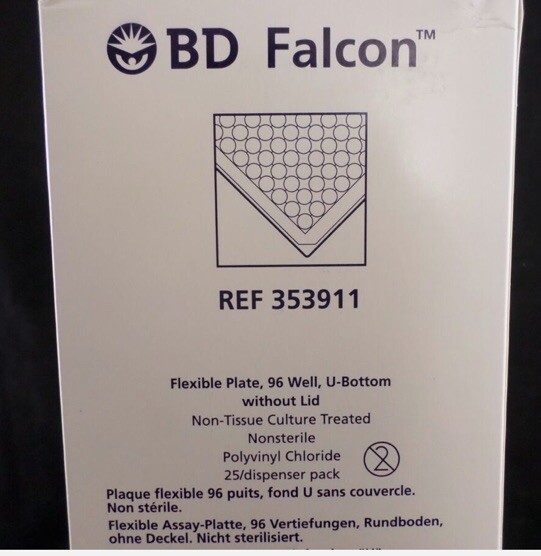 BD Falcon™
REF 353911
Flexible Plate, 96 Well, U-Bottom
without Lid
Non-Tissue Culture Treated
Nonsterile
Polyvinyl Chloride
2
25/dispenser pack
Plaque flexible 96 puits, fond U sans couvercle.
Non stérile.
Flexible Assay-Platte, 96 Vertiefungen, Rundboden,
ohne Deckel. Nicht sterilisiert.